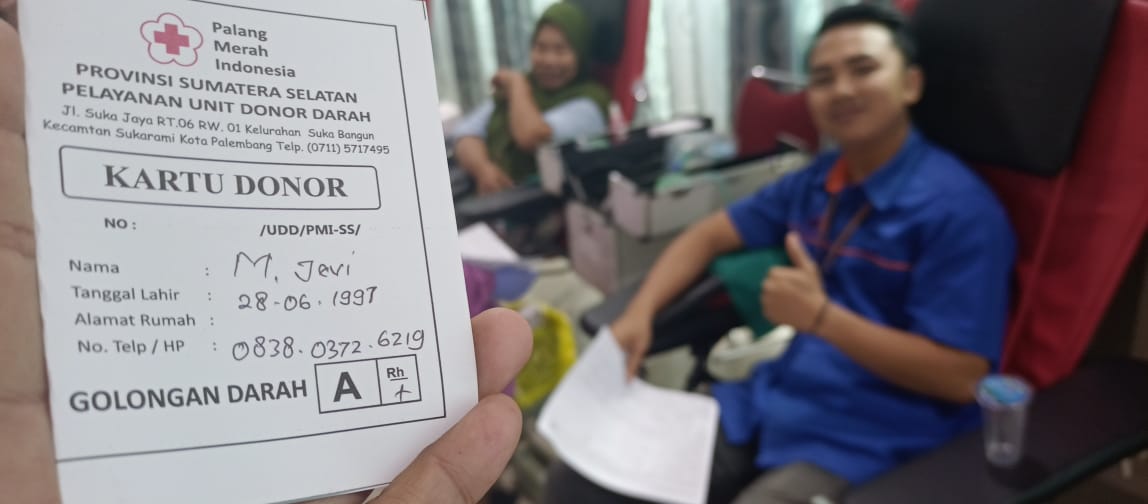 Palang
Merah
Indonesia
PROVINSI SUMATERA SELATAN
PELAYANAN UNIT DONOR DARAH
Jl. Suka Jaya RT.06 RW. 01 Kelurahan Suka Bangun
Kecamtan Sukarami Kota Palembang Telp. (0711) 5717495
KARTU DONOR
NO : /UDD/PMI-SS/
Nama : M. Jevi
Tanggal Lahir : 28-06-1997
Alamat Rumah :
No. Telp / HP : 0838.0372.6219
GOLONGAN DARAH A Rh +